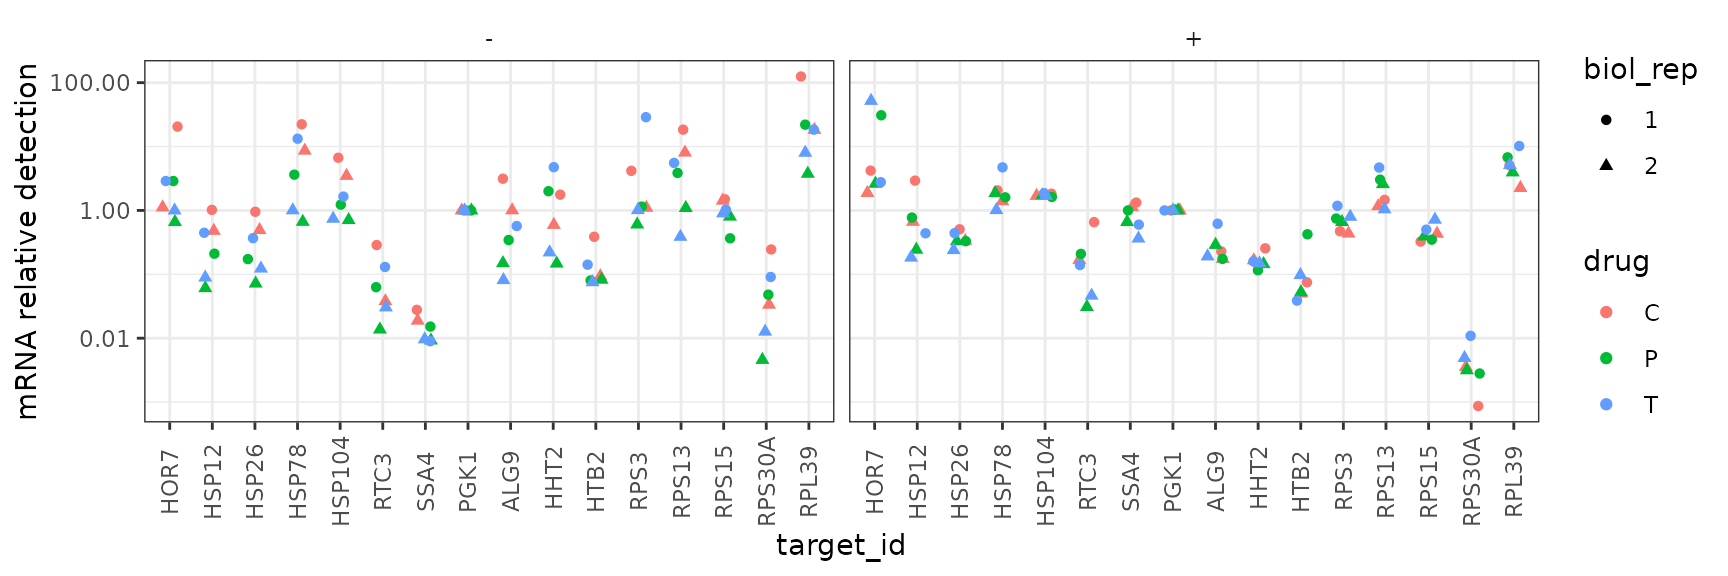 -
+
mRNA relative detection
100.00
1.00
0.01
HOR7
HSP12
HSP26
HSP78
HSP104
RTC3
SSA4
PGK1
ALG9
HHT2
HTB2
RPS3
RPS13
RPS15
RPS30A
RPL39
HOR7
HSP12
HSP26
HSP78
HSP104
RTC3
SSA4
PGK1
ALG9
HHT2
HTB2
RPS3
RPS13
RPS15
RPS30A
RPL39
target_id
biol_rep
1
2
drug
C
P
T